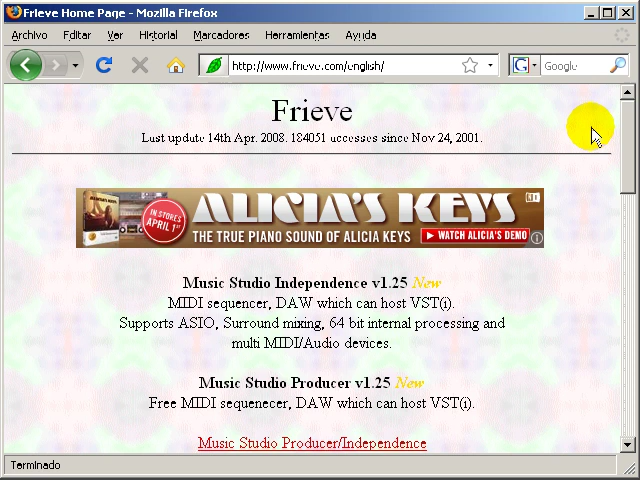 Frieve Home Page - Mozilla Firefox
Archivo Editar Ver Historial Marcadores Herramientas Ayuda
http://www.frieve.com/english/ G Google
Frieve
Last update 14th Apr. 2008. 184051 accesses since Nov 24, 2001.
IN STORES APRIL 1ST
ALICIA'S KEYS
THE TRUE PIANO SOUND OF ALICIA KEYS
WATCH ALICIA'S DEMO
Music Studio Independence v1.25 New
MIDI sequencer, DAW which can host VST(i).
Supports ASIO, Surround mixing, 64 bit internal processing and
multi MIDI/Audio devices.
Music Studio Producer v1.25 New
Free MIDI sequenecer, DAW which can host VST(i).
Music Studio Producer/Independence
Terminado